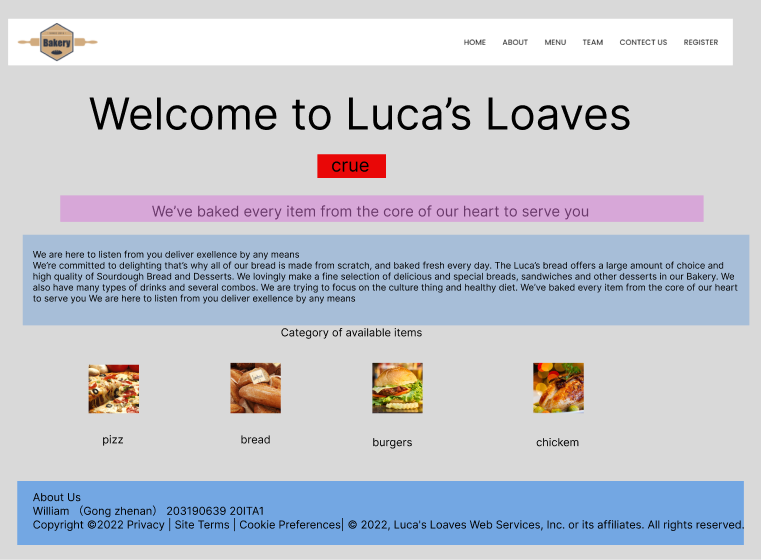 Bakery
HOME ABOUT MENU TEAM CONTACT US REGISTER
Welcome to Luca’s Loaves
crue
We’ve baked every item from the core of our heart to serve you
We are here to listen from you deliver exellence by any means
We’re committed to delighting that’s why all of our bread is made from scratch, and baked fresh every day. The Luca’s bread offers a large amount of choice and
high quality of Sourdough Bread and Desserts. We lovingly make a fine selection of delicious and special breads, sandwiches and other desserts in our Bakery. We
also have many types of drinks and several combos. We are trying to focus on the culture thing and healthy diet. We’ve baked every item from the core of our heart
to serve you We are here to listen from you deliver exellence by any means
Category of available items
pizz bread burgers chickem
About Us
William （Gong zhenan） 203190639 20ITA1
Copyright ©2022 Privacy | Site Terms | Cookie Preferences| © 2022, Luca's Loaves Web Services, Inc. or its affiliates. All rights reserved.